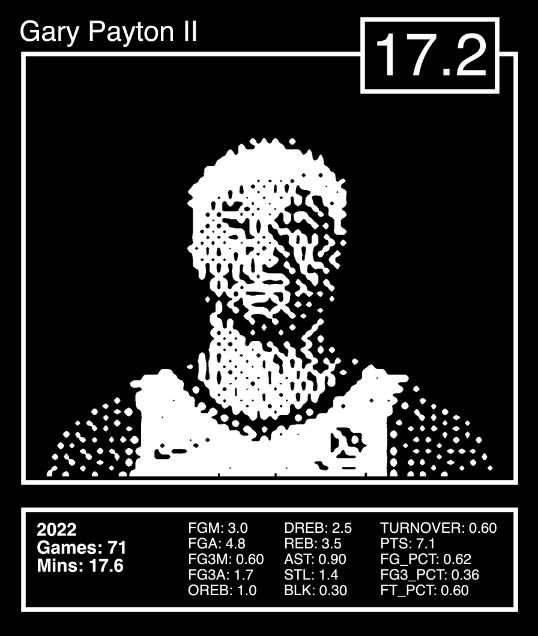 Gary Payton II
17.2
2022
Games: 71
Mins: 17.6
FGM: 3.0
FGA: 4.8
FG3M: 0.60
FG3A: 1.7
OREB: 1.0
DREB: 2.5
REB: 3.5
AST: 0.90
STL: 1.4
BLK: 0.30
TURNOVER: 0.60
PTS: 7.1
FG_PCT: 0.62
FG3_PCT: 0.36
FT_PCT: 0.60